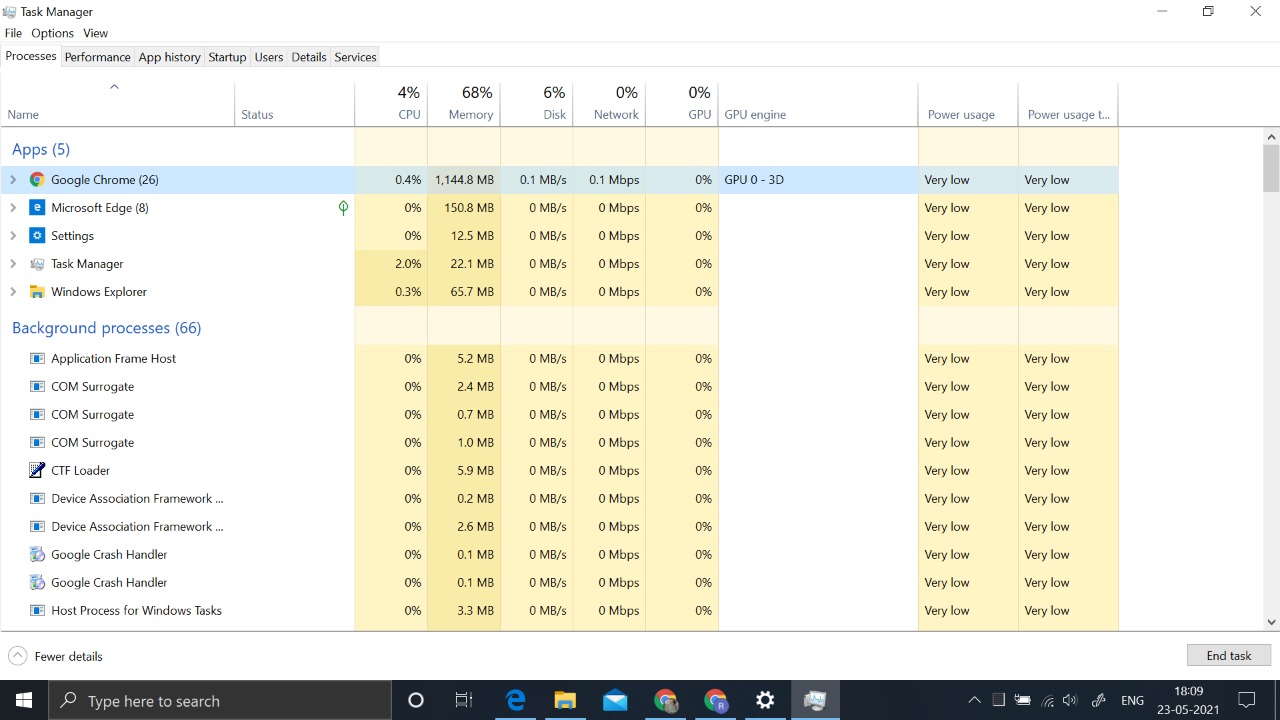 Task Manager
File Options View
Processes Performance App history Startup Users Details Services
4% 68% 6% 0% 0%
Name Status CPU Memory Disk Network GPU GPU engine Power usage Power usage t...
Apps (5)
Google Chrome (26) 0.4% 1,144.8 MB 0.1 MB/s 0.1 Mbps 0% GPU 0 - 3D Very low Very low
Microsoft Edge (8) 0% 150.8 MB 0 MB/s 0 Mbps 0% Very low Very low
Settings 0% 12.5 MB 0 MB/s 0 Mbps 0% Very low Very low
Task Manager 2.0% 22.1 MB 0 MB/s 0 Mbps 0% Very low Very low
Windows Explorer 0.3% 65.7 MB 0 MB/s 0 Mbps 0% Very low Very low
Background processes (66)
Application Frame Host 0% 5.2 MB 0 MB/s 0 Mbps 0% Very low Very low
COM Surrogate 0% 2.4 MB 0 MB/s 0 Mbps 0% Very low Very low
COM Surrogate 0% 0.7 MB 0 MB/s 0 Mbps 0% Very low Very low
COM Surrogate 0% 1.0 MB 0 MB/s 0 Mbps 0% Very low Very low
CTF Loader 0% 5.9 MB 0 MB/s 0 Mbps 0% Very low Very low
Device Association Framework ... 0% 0.2 MB 0 MB/s 0 Mbps 0% Very low Very low
Device Association Framework ... 0% 2.6 MB 0 MB/s 0 Mbps 0% Very low Very low
Google Crash Handler 0% 0.1 MB 0 MB/s 0 Mbps 0% Very low Very low
Google Crash Handler 0% 0.1 MB 0 MB/s 0 Mbps 0% Very low Very low
Host Process for Windows Tasks 0% 3.3 MB 0 MB/s 0 Mbps 0% Very low Very low
Fewer details End task
Type here to search R ENG 18:09
23-05-2021